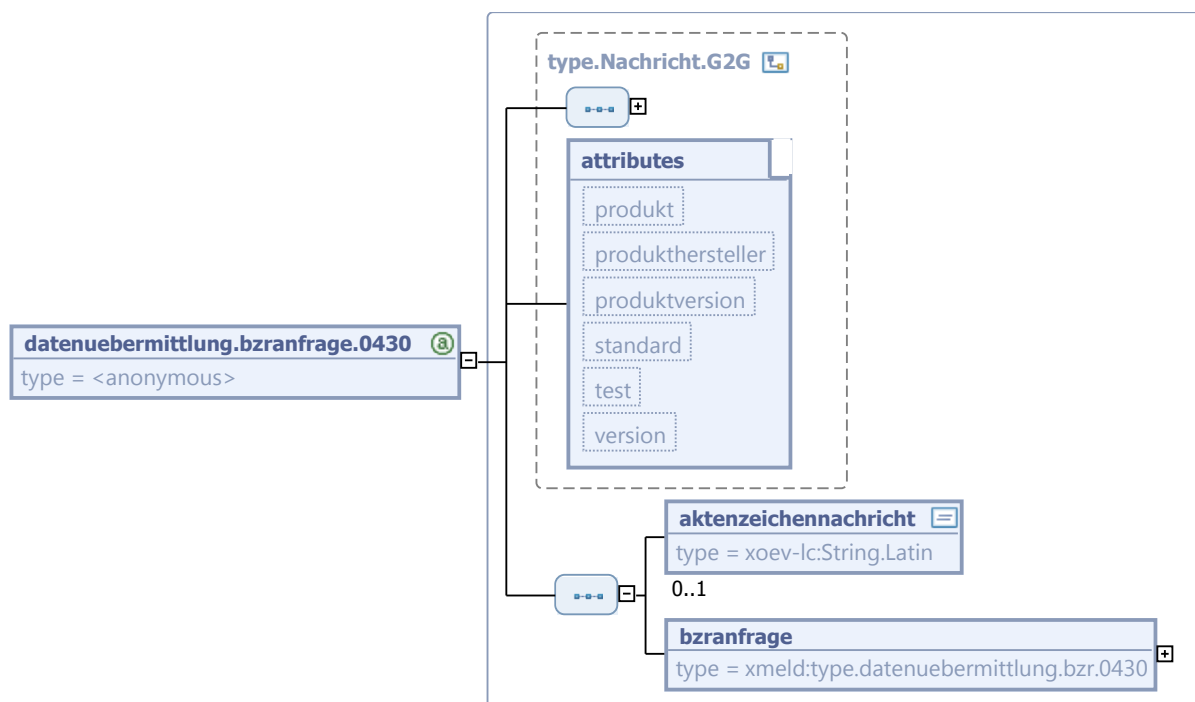 type.Nachricht.G2G
attributes
produkt
produkthersteller
produktversion
standard
test
version
datenuebermittlung.bzranfrage.0430 @
type = <anonymous>
aktenzeichennachricht
type = xoev-lc:String.Latin
0..1
bzranfrage
type = xmeld:type.datenuebermittlung.bzr.0430